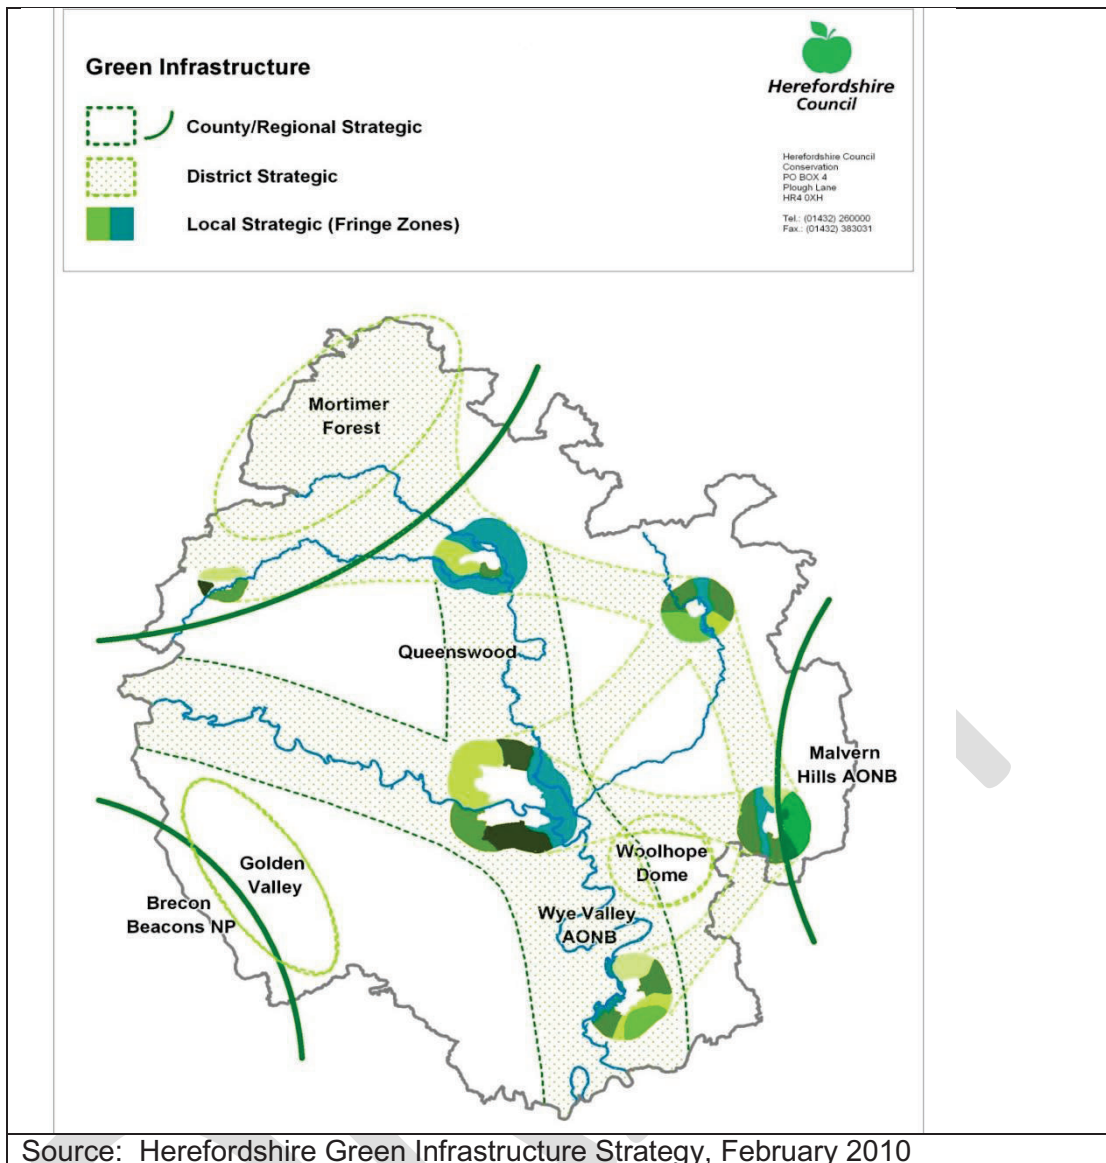 Green Infrastructure
County/Regional Strategic
District Strategic
Local Strategic (Fringe Zones)
Herefordshire
Council
Herefordshire Council
Conservation
PO BOX 4
Plough Lane
HR4 0XH
Tel.: (01432) 260000
Fax.: (01432) 383031
Mortimer
Forest
Queenswood
Malvern
Hills AONB
Golden
Valley
Woolhope
Dome
Brecon
Beacons NP
Wye Valley
AONB
Source: Herefordshire Green Infrastructure Strategy, February 2010